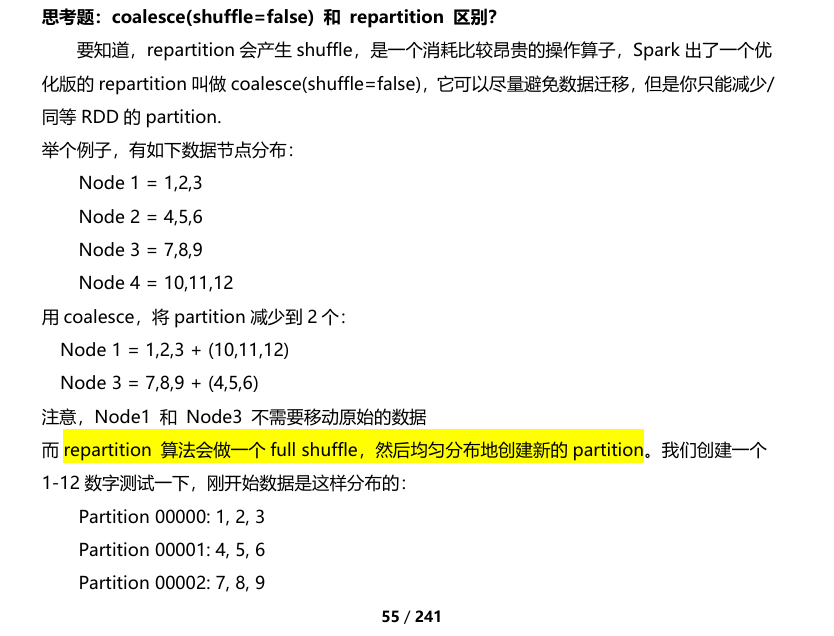 思考题：coalesce(shuffle=false) 和 repartition 区别？
要知道，repartition 会产生 shuffle，是一个消耗比较昂贵的操作算子，Spark 出了一个优
化版的 repartition 叫做 coalesce(shuffle=false)，它可以尽量避免数据迁移，但是你只能减少/
同等 RDD 的 partition.
举个例子，有如下数据节点分布：
Node 1 = 1,2,3
Node 2 = 4,5,6
Node 3 = 7,8,9
Node 4 = 10,11,12
用 coalesce，将 partition 减少到 2 个：
Node 1 = 1,2,3 + (10,11,12)
Node 3 = 7,8,9 + (4,5,6)
注意，Node1 和 Node3 不需要移动原始的数据
而 repartition 算法会做一个 full shuffle，然后均匀分布地创建新的 partition。我们创建一个
1-12 数字测试一下，刚开始数据是这样分布的：
Partition 00000: 1, 2, 3
Partition 00001: 4, 5, 6
Partition 00002: 7, 8, 9
55 / 241